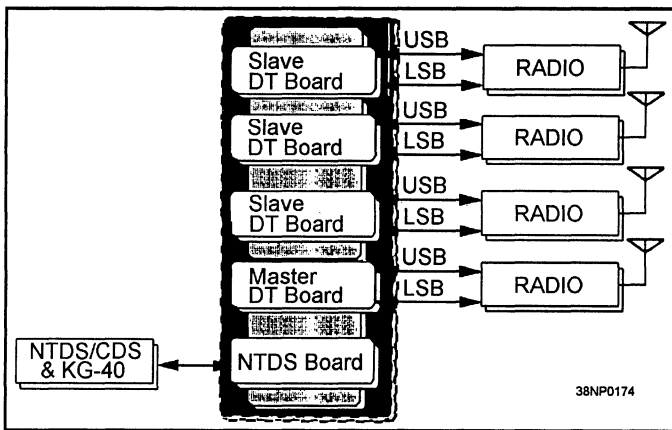 Slave
DT Board
USB
LSB
RADIO
Slave
DT Board
USB
LSB
RADIO
Slave
DT Board
USB
LSB
RADIO
Master
DT Board
USB
LSB
RADIO
NTDS/CDS
& KG-40
NTDS Board
38NP0174